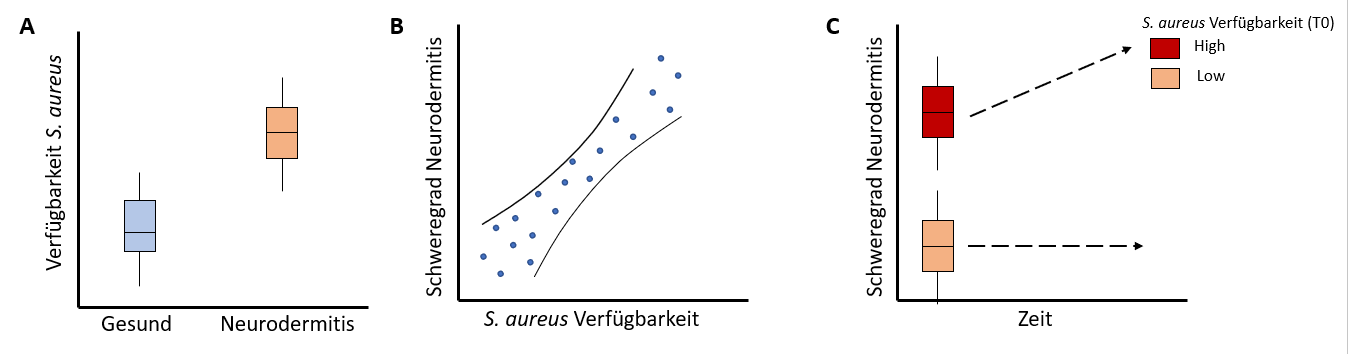 A
Verfügbarkeit S. aureus
Gesund
Neurodermitis
B
Schweregrad Neurodermitis
S. aureus Verfügbarkeit
C
Schweregrad Neurodermitis
Zeit
S. aureus Verfügbarkeit (T0)
High
Low